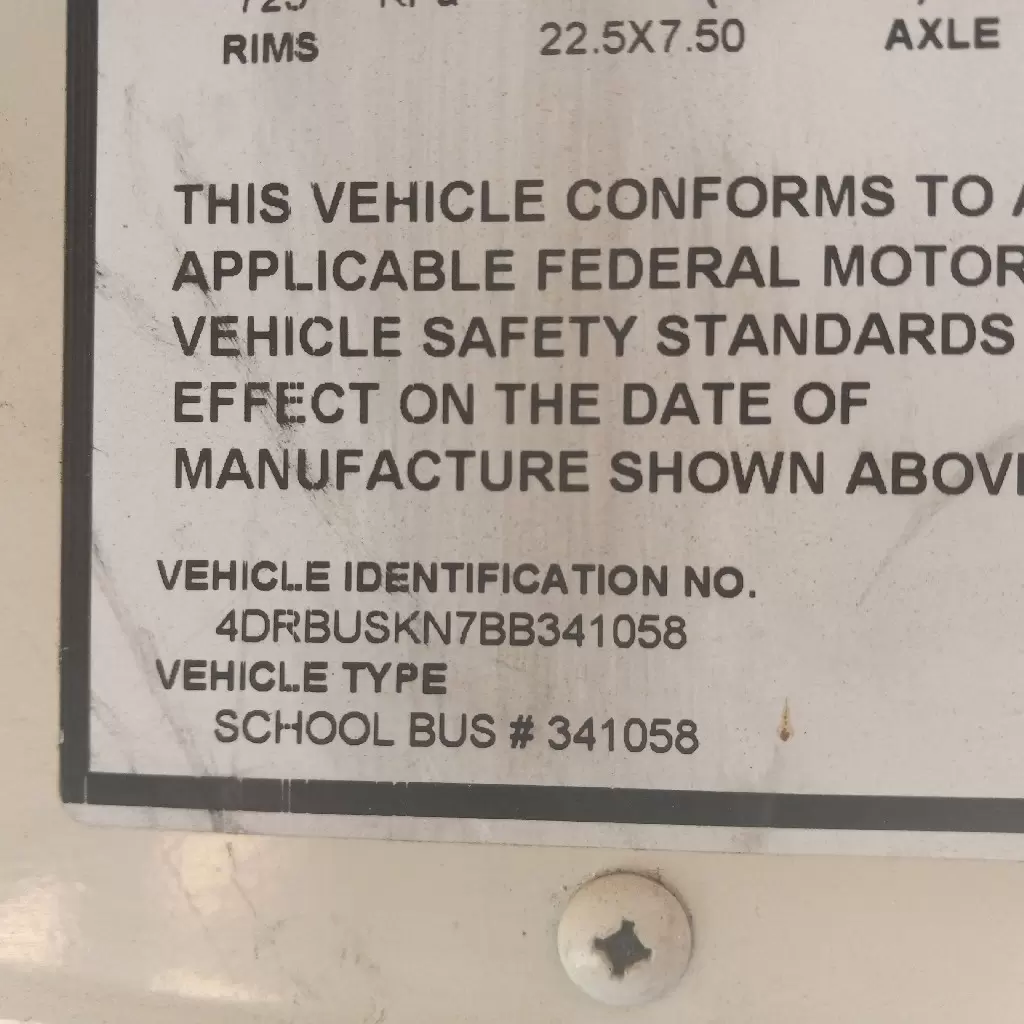 RIMS 22.5X7.50 AXLE
THIS VEHICLE CONFORMS TO
APPLICABLE FEDERAL MOTOR
VEHICLE SAFETY STANDARDS
EFFECT ON THE DATE OF
MANUFACTURE SHOWN ABOVE
VEHICLE IDENTIFICATION NO.
4DRBUSKN7BB341058
VEHICLE TYPE
SCHOOL BUS # 341058